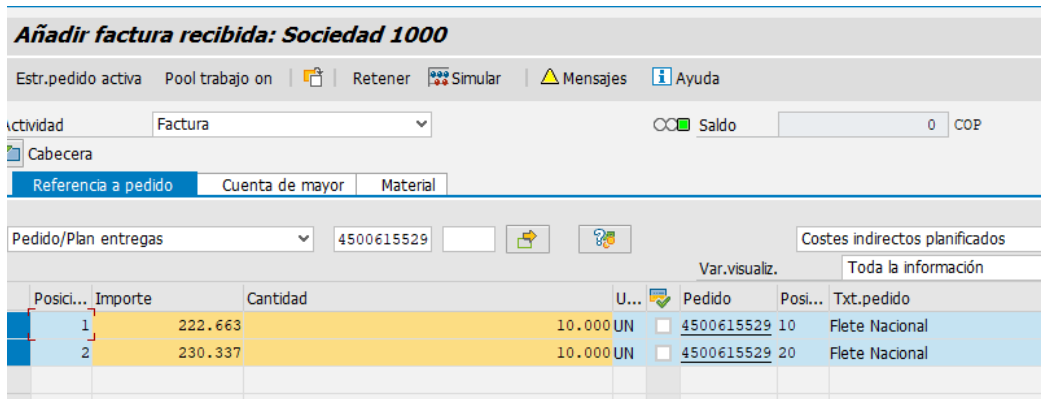 Añadir factura recibida: Sociedad 1000
Estr.pedido activa Pool trabajo on Retener Simular Mensajes Ayuda
Actividad Factura Saldo 0 COP
Cabecera
Referencia a pedido Cuenta de mayor Material
Pedido/Plan entregas 4500615529 Costes indirectos planificados
Var.visualiz. Toda la información
Posici... Importe Cantidad U... Pedido Posi... Txt.pedido
1 222.663 10.000 UN 4500615529 10 Flete Nacional
2 230.337 10.000 UN 4500615529 20 Flete Nacional